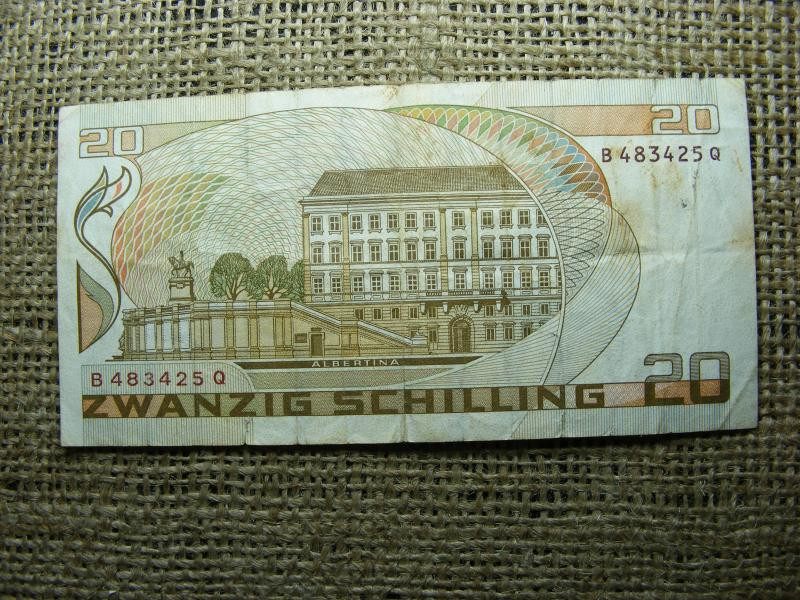 20
20
B 483425 Q
ALBERTINA
B 483425 Q
ZWANZIG SCHILLING 20